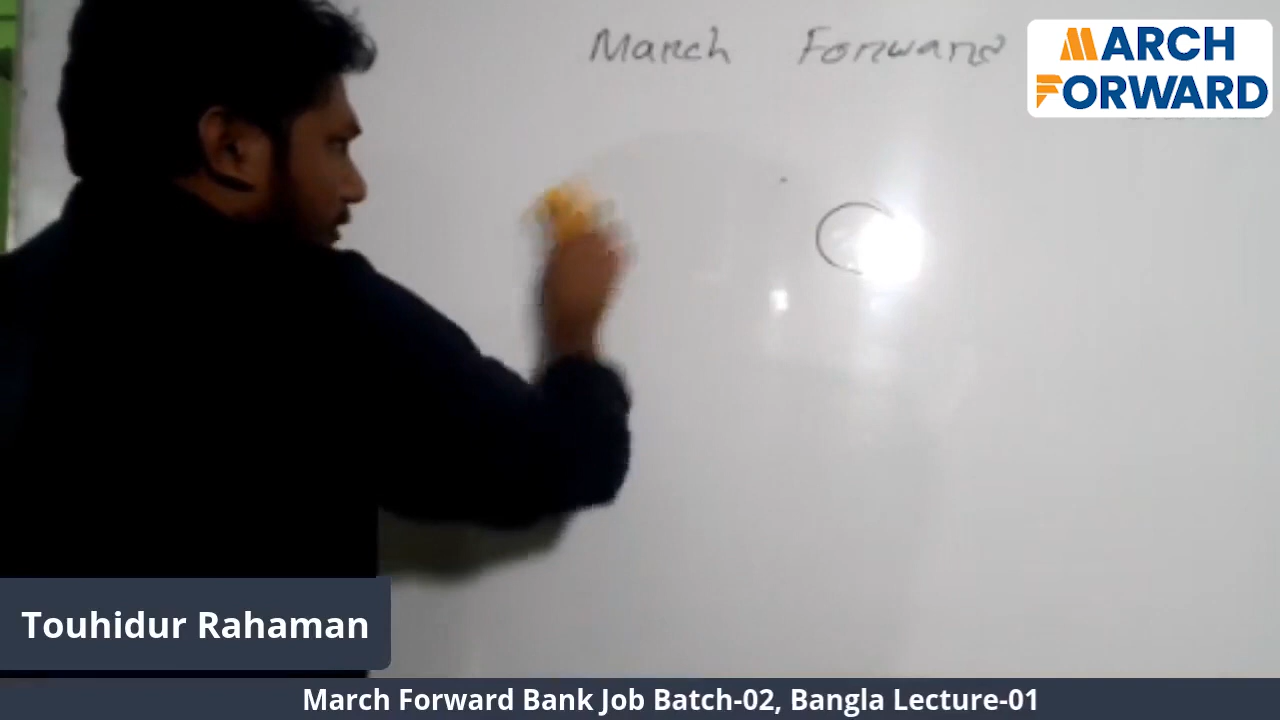 March Forward
MARCH
FORWARD
Touhidur Rahaman
March Forward Bank Job Batch-02, Bangla Lecture-01